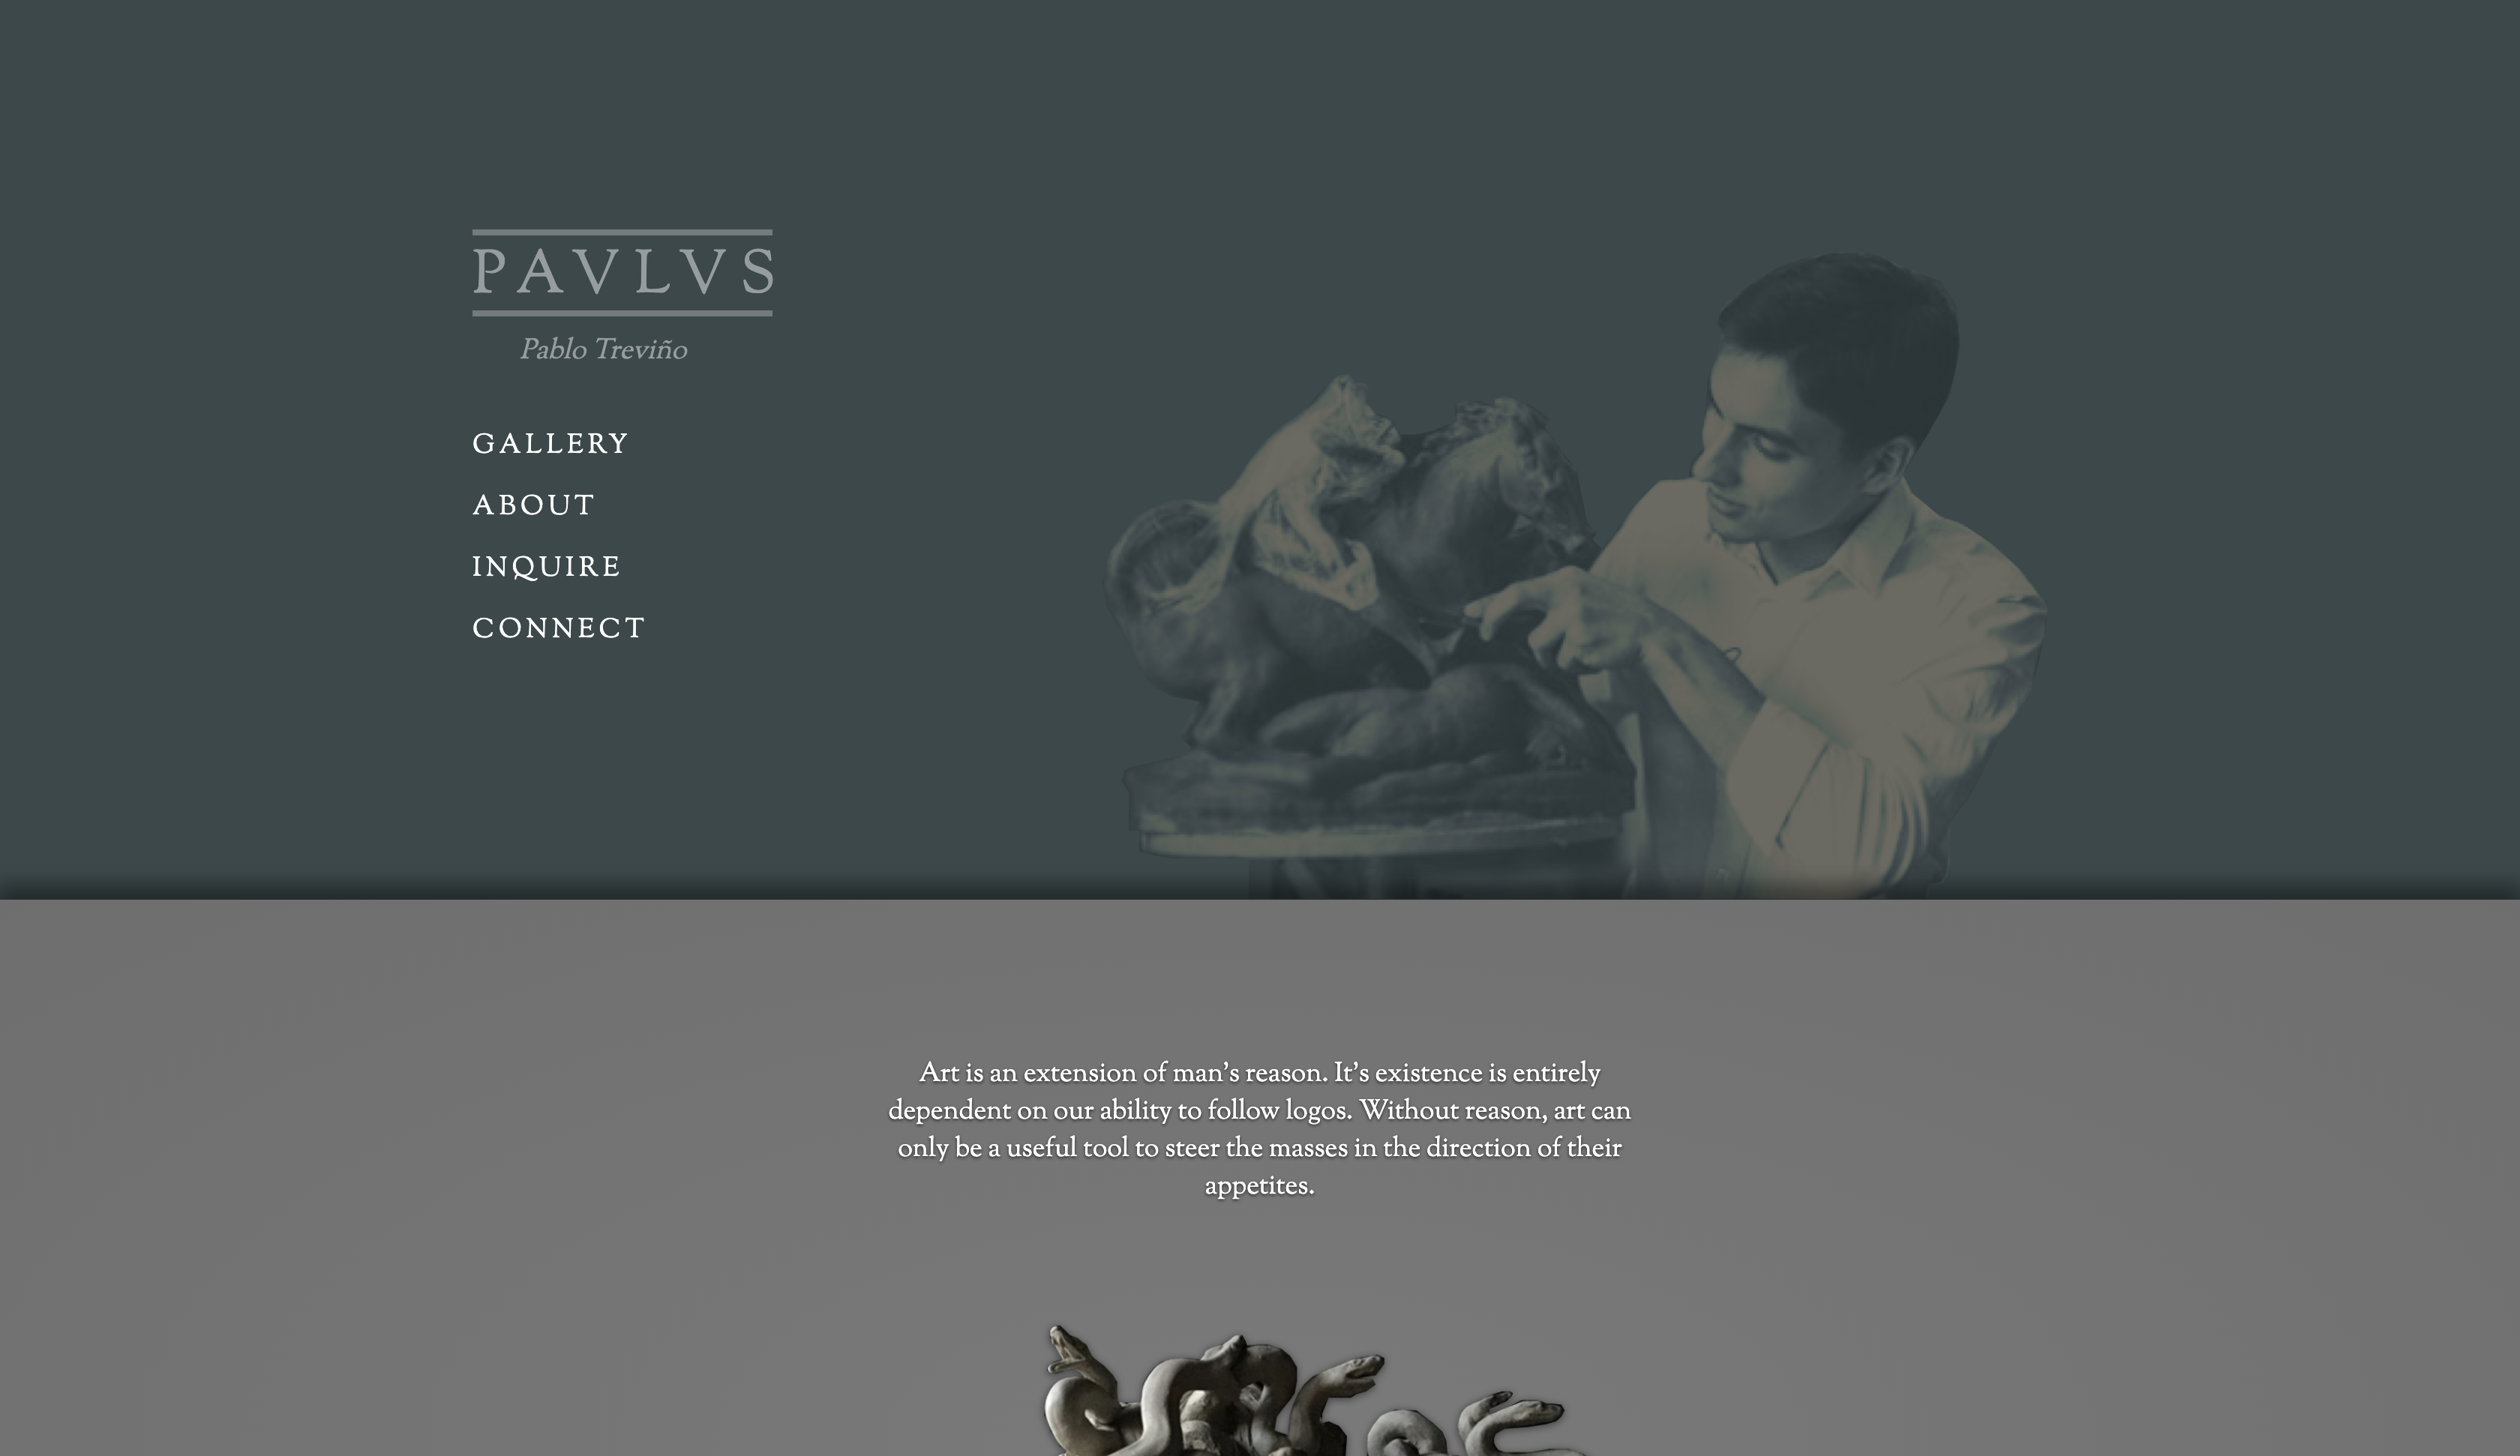 PAVLVS
Pablo Treviño
GALLERY
ABOUT
INQUIRE
CONNECT
Art is an extension of man’s reason. It’s existence is entirely
dependent on our ability to follow logos. Without reason, art can
only be a useful tool to steer the masses in the direction of their
appetites.